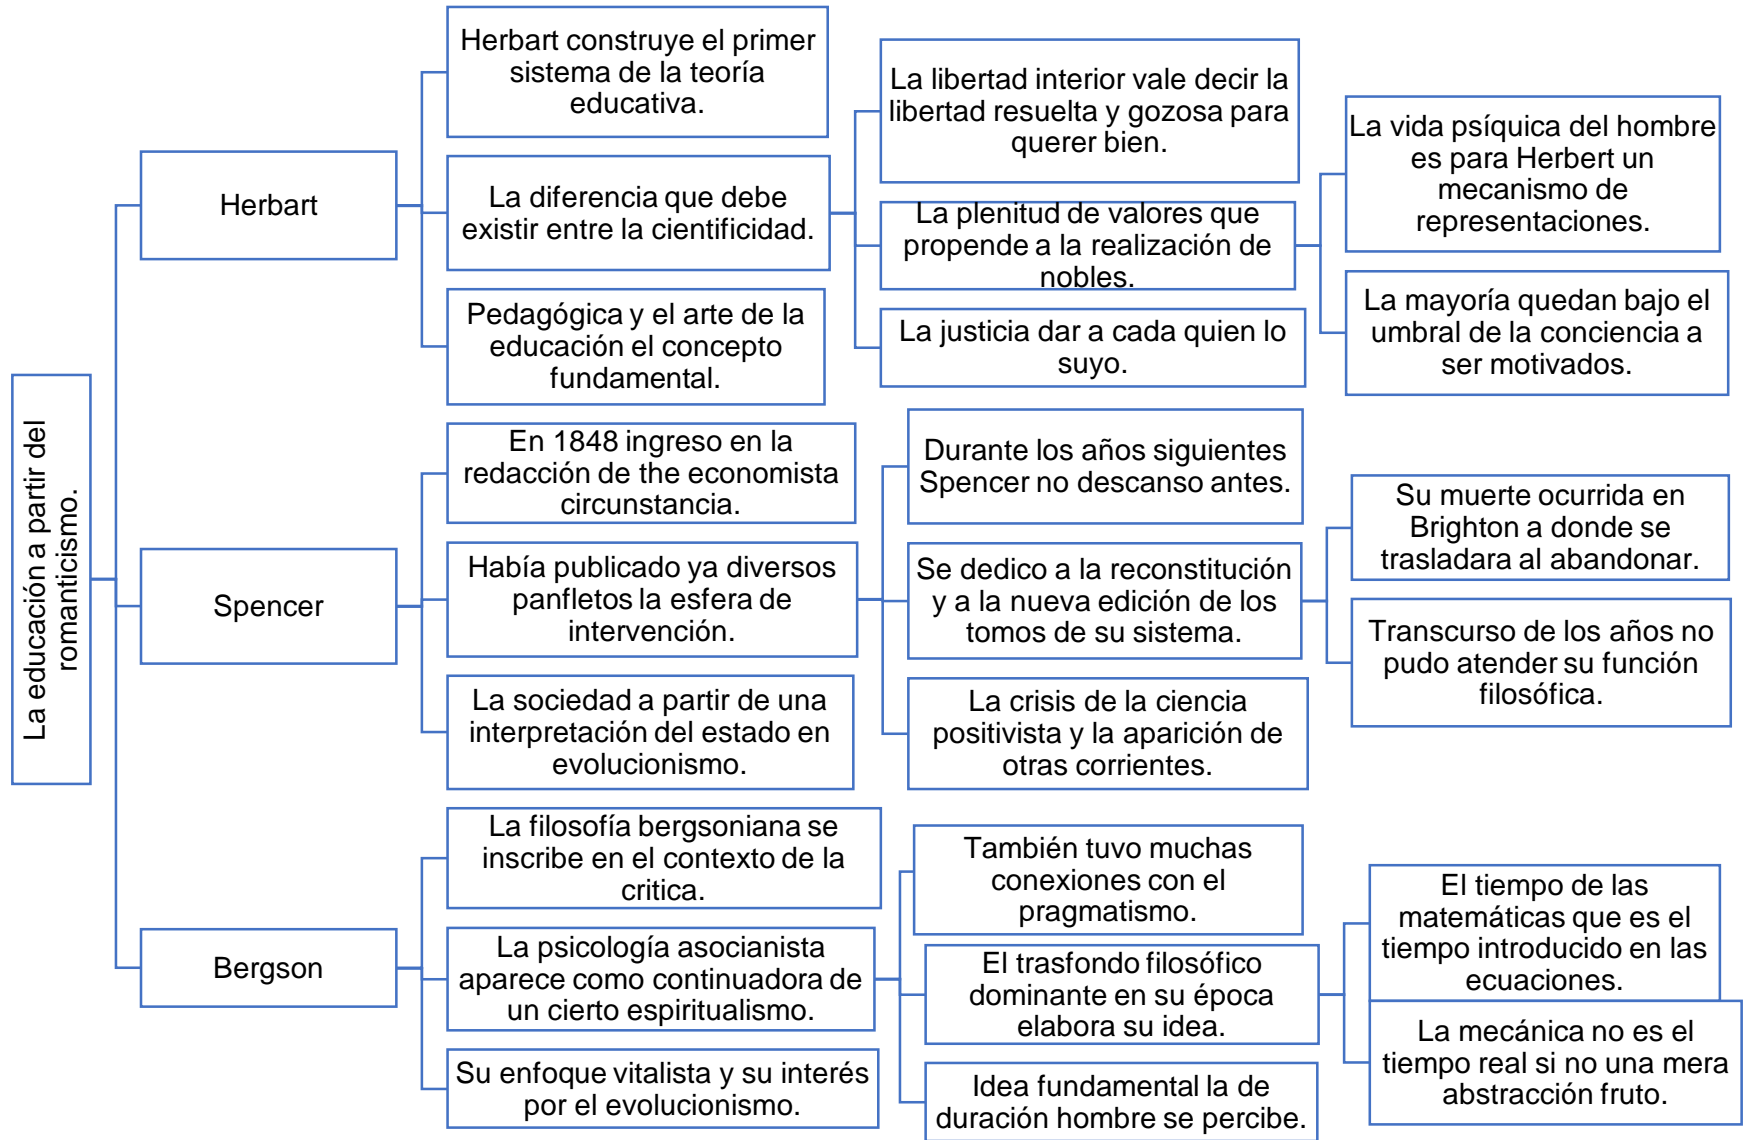 La educación a partir del
romanticismo.
Herbart
Herbart construye el primer
sistema de la teoría
educativa.
La diferencia que debe
existir entre la cientificidad.
La libertad interior vale decir la
libertad resuelta y gozosa para
querer bien.
La plenitud de valores que
propende a la realización de
nobles.
La vida psíquica del hombre
es para Herbert un
mecanismo de
representaciones.
La mayoría quedan bajo el
umbral de la conciencia a
ser motivados.
La justicia dar a cada quien lo
suyo.
Pedagógica y el arte de la
educación el concepto
fundamental.
Spencer
En 1848 ingreso en la
redacción de the economista
circunstancia.
Había publicado ya diversos
panfletos la esfera de
intervención.
Durante los años siguientes
Spencer no descanso antes.
Se dedico a la reconstitución
y a la nueva edición de los
tomos de su sistema.
Su muerte ocurrida en
Brighton a donde se
trasladara al abandonar.
Transcurso de los años no
pudo atender su función
filosófica.
La crisis de la ciencia
positivista y la aparición de
otras corrientes.
La sociedad a partir de una
interpretación del estado en
evolucionismo.
Bergson
La filosofía bergsoniana se
inscribe en el contexto de la
critica.
La psicología asocianista
aparece como continuadora de
un cierto espiritualismo.
También tuvo muchas
conexiones con el
pragmatismo.
El trasfondo filosófico
dominante en su época
elabora su idea.
El tiempo de las
matemáticas que es el
tiempo introducido en las
ecuaciones.
La mecánica no es el
tiempo real si no una mera
abstracción fruto.
Idea fundamental la de
duración hombre se percibe.
Su enfoque vitalista y su interés
por el evolucionismo.